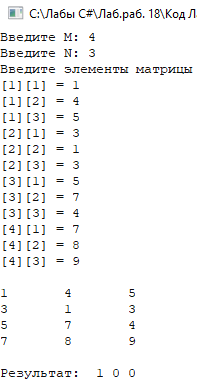 C:\Лабы C#\Лаб.раб. 18\Код Л
Введите M: 4
Введите N: 3
Введите элементы матрицы
[1][1] = 1
[1][2] = 4
[1][3] = 5
[2][1] = 3
[2][2] = 1
[2][3] = 3
[3][1] = 5
[3][2] = 7
[3][3] = 4
[4][1] = 7
[4][2] = 8
[4][3] = 9
1 4 5
3 1 3
5 7 4
7 8 9
Результат: 1 0 0